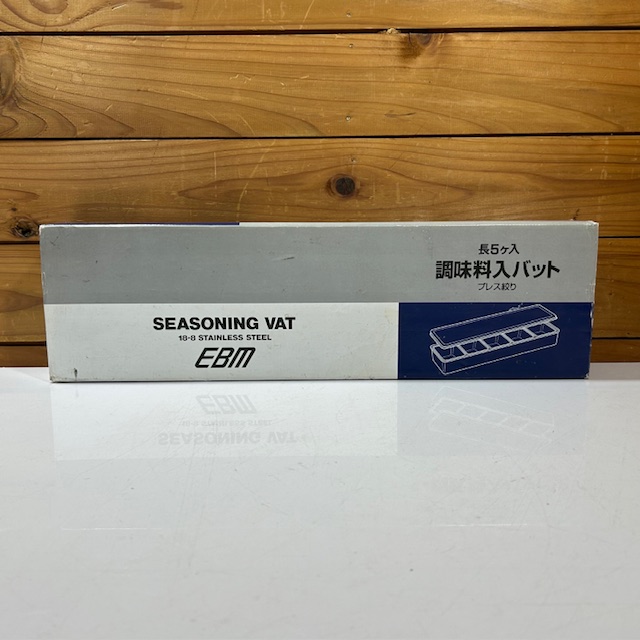 長5ヶ入
調味料入バット
プレス絞り
SEASONING VAT
18-8 STAINLESS STEEL
EBM